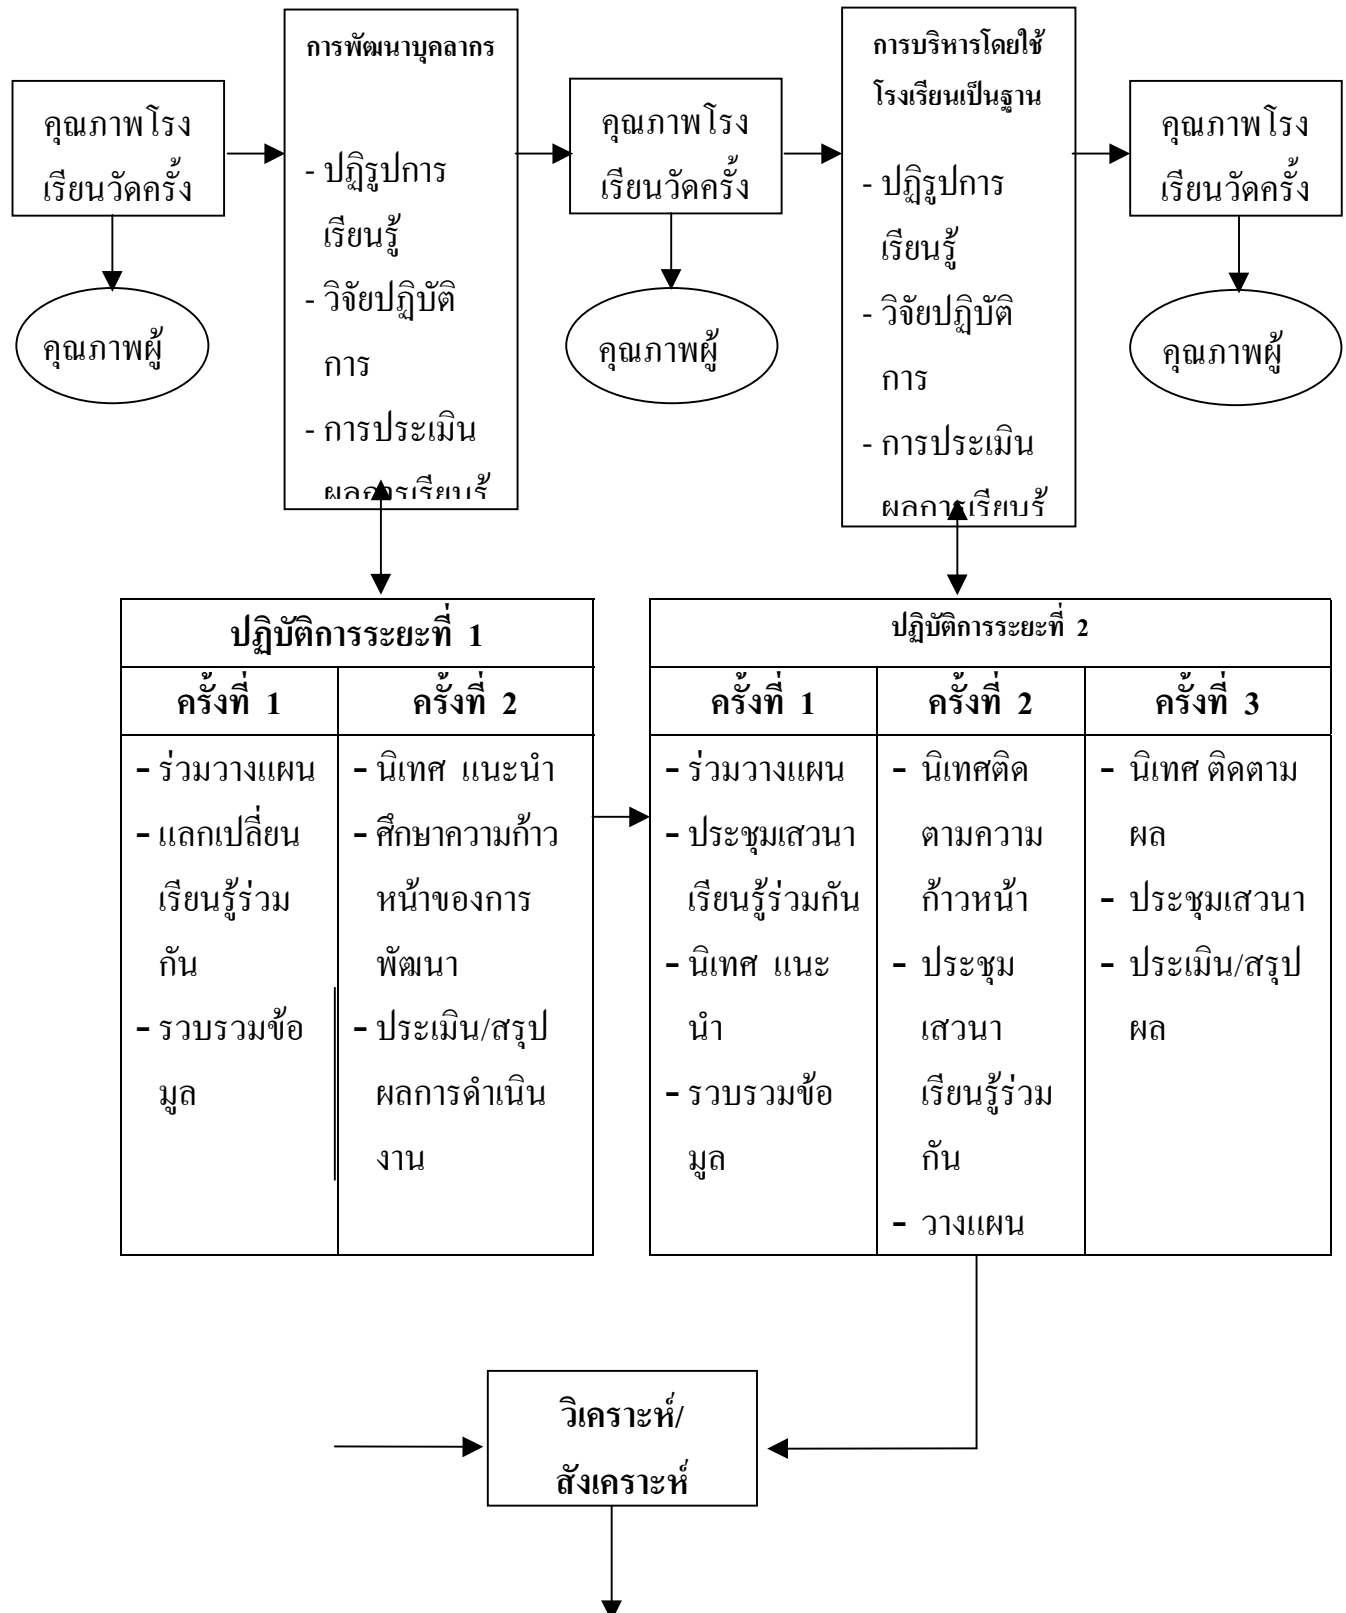 คุณภาพโรง
เรียนวัดครั้ง
คุณภาพผู้
การพัฒนาบุคลากร
- ปฏิรูปการ
เรียนรู้
- วิจัยปฏิบัติ
การ
- การประเมิน
ผลการเรียนรู้
คุณภาพโรง
เรียนวัดครั้ง
คุณภาพผู้
การบริหารโดยใช้
โรงเรียนเป็นฐาน
- ปฏิรูปการ
เรียนรู้
- วิจัยปฏิบัติ
การ
- การประเมิน
ผลการเรียนรู้
คุณภาพโรง
เรียนวัดครั้ง
คุณภาพผู้
ปฏิบัติการระยะที่ 1
ครั้งที่ 1
- ร่วมวางแผน
- แลกเปลี่ยน
เรียนรู้ร่วม
กัน
- รวบรวมข้อ
มูล
ครั้งที่ 2
- นิเทศ แนะนำ
- ศึกษาความก้าว
หน้าของการ
พัฒนา
- ประเมิน/สรุป
ผลการดำเนิน
งาน
ปฏิบัติการระยะที่ 2
ครั้งที่ 1
- ร่วมวางแผน
- ประชุมเสวนา
เรียนรู้ร่วมกัน
- นิเทศ แนะ
นำ
- รวบรวมข้อ
มูล
ครั้งที่ 2
- นิเทศติด
ตามความ
ก้าวหน้า
- ประชุม
เสวนา
เรียนรู้ร่วม
กัน
- วางแผน
ครั้งที่ 3
- นิเทศ ติดตาม
ผล
- ประชุมเสวนา
- ประเมิน/สรุป
ผล
วิเคราะห์/
สังเคราะห์